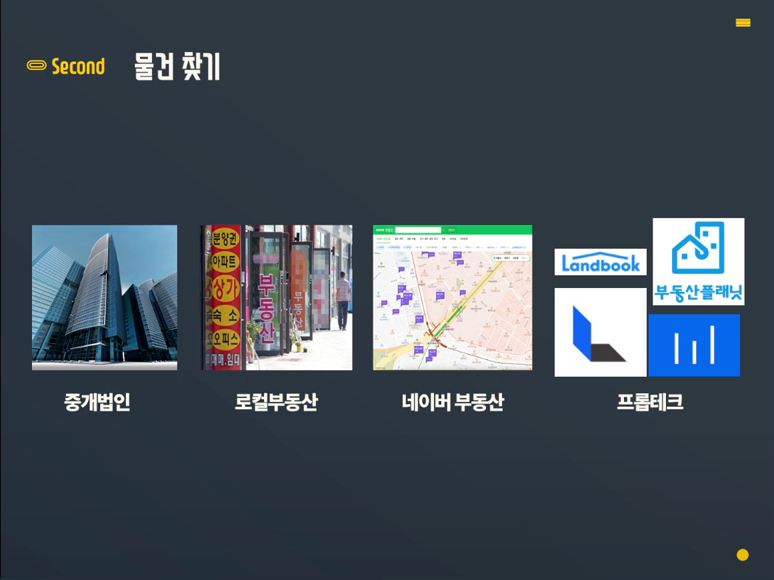 Second 물건 찾기
분양권
아파트
상가
숙소
오피스
매매.임대
부동산
부동산
Landbook
부동산플래닛
중개법인
로컬부동산
네이버 부동산
프롭테크